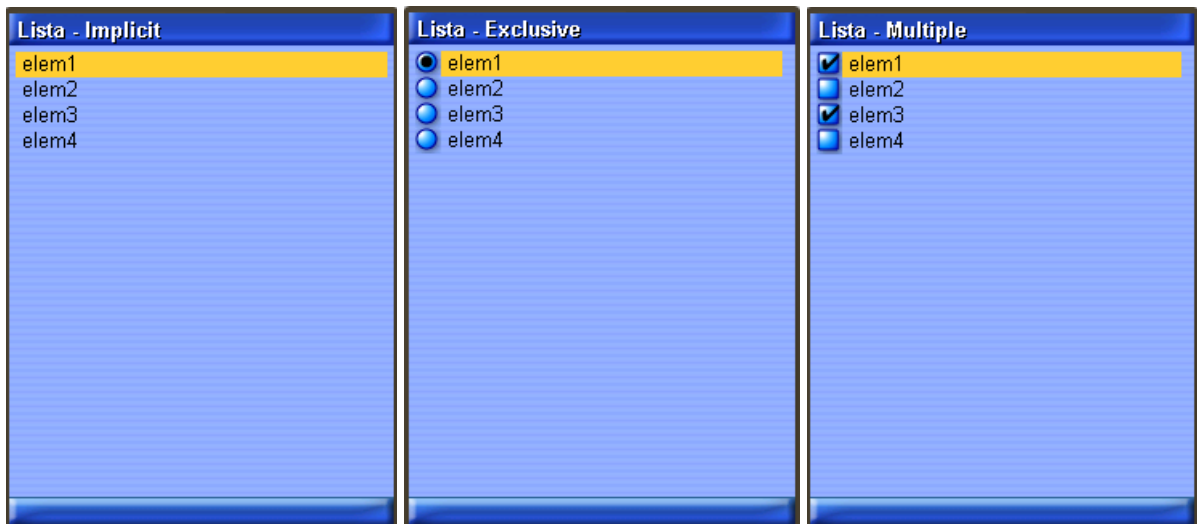 Lista - Implicit
elem1
elem2
elem3
elem4
Lista - Exclusive
elem1
elem2
elem3
elem4
Lista - Multiple
elem1
elem2
elem3
elem4